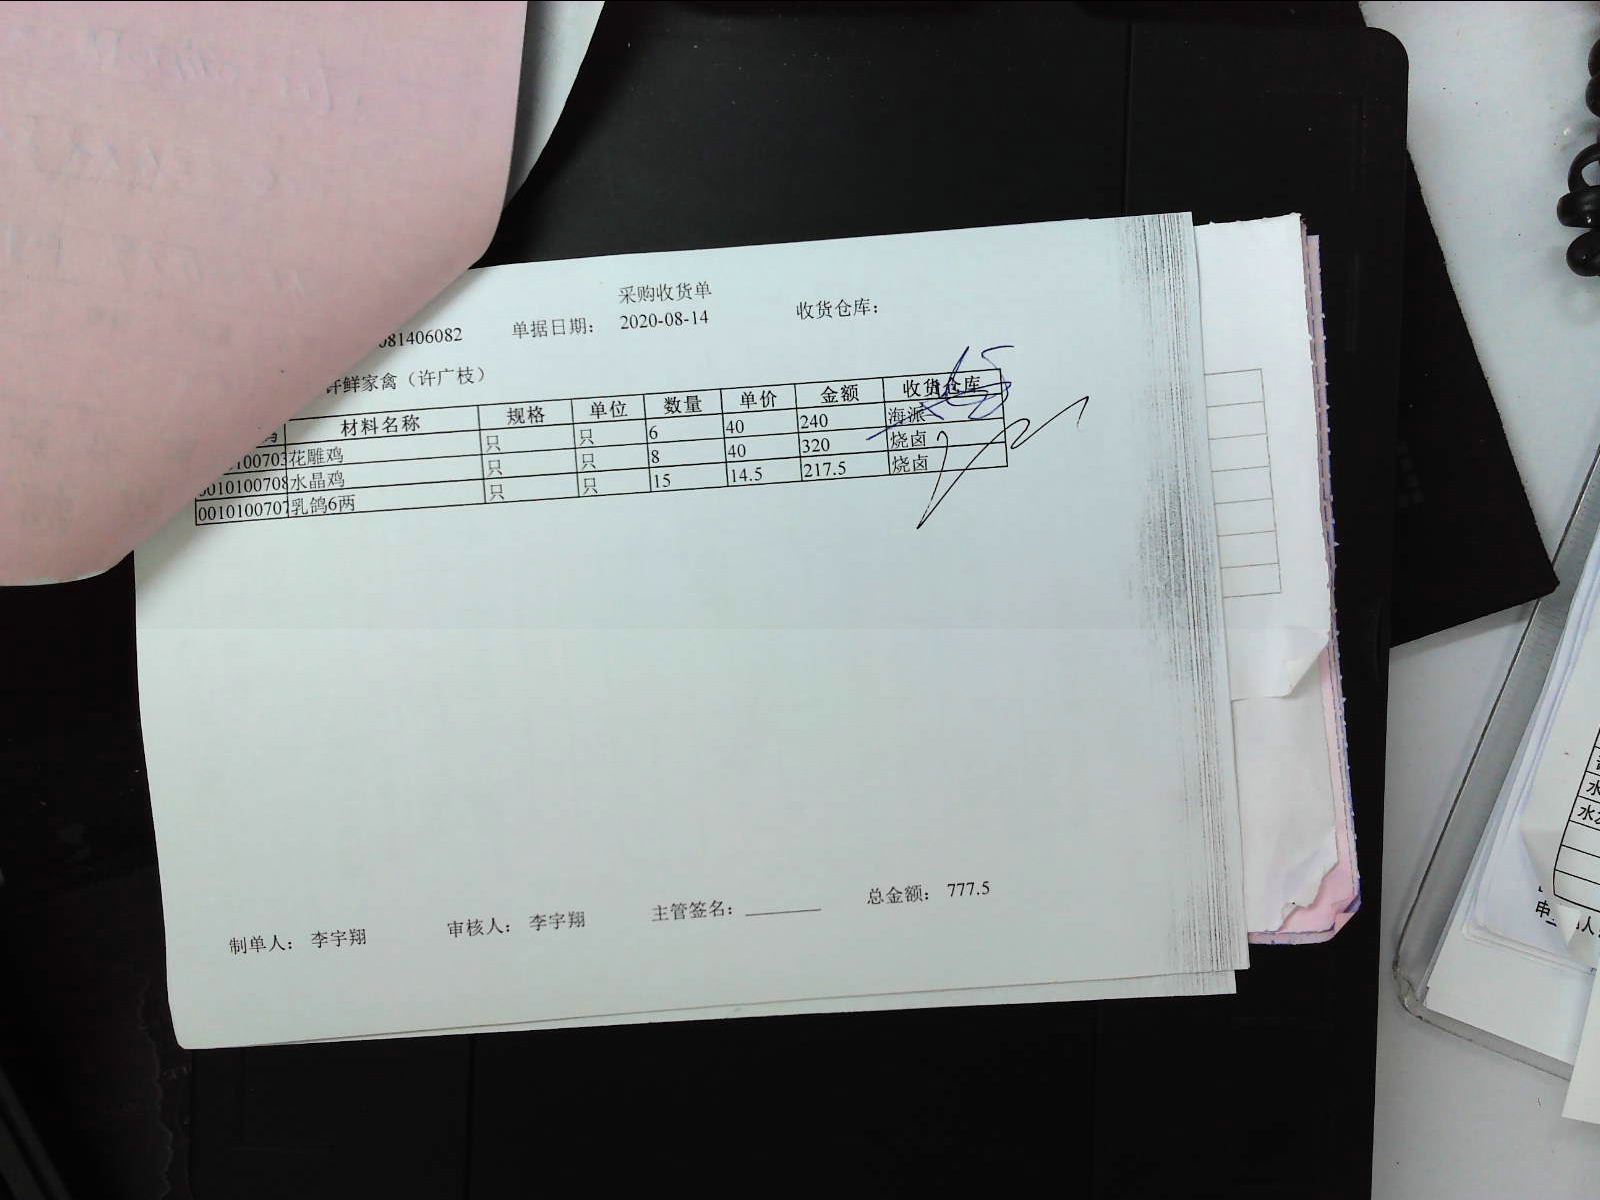 采购收货单
081406082 单据日期： 2020-08-14 收货仓库：
鲜家禽（许广枝）
材料名称 规格 单位 数量 单价 金额 收货仓库
花雕鸡 只 只 6 40 240 海派
0010100708 水晶鸡 只 只 8 40 320 烧卤
0010100707 乳鸽6两 只 只 15 14.5 217.5 烧卤
制单人： 李宇翔 审核人： 李宇翔 主管签名： 总金额： 777.5